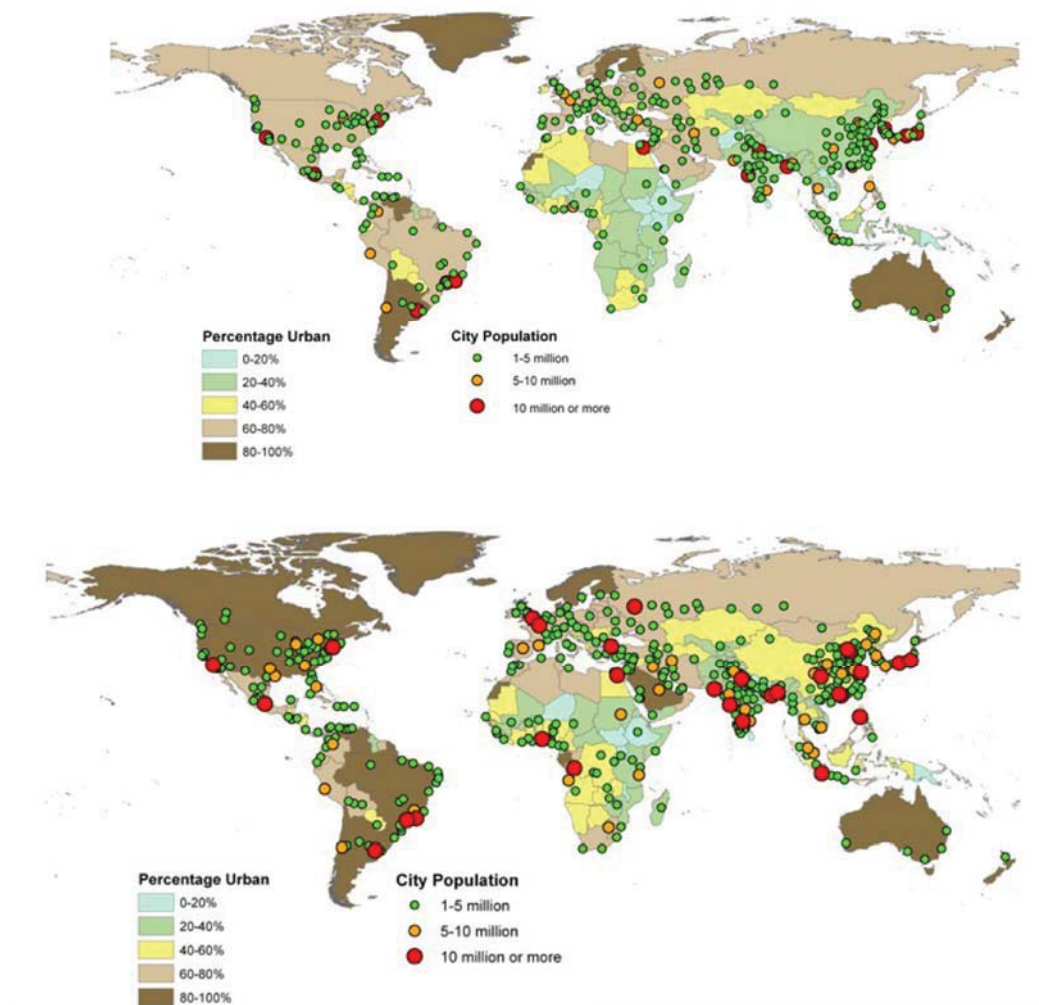 Percentage Urban
0-20%
20-40%
40-60%
60-80%
80-100%
City Population
1-5 million
5-10 million
10 million or more
Percentage Urban
0-20%
20-40%
40-60%
60-80%
80-100%
City Population
1-5 million
5-10 million
10 million or more